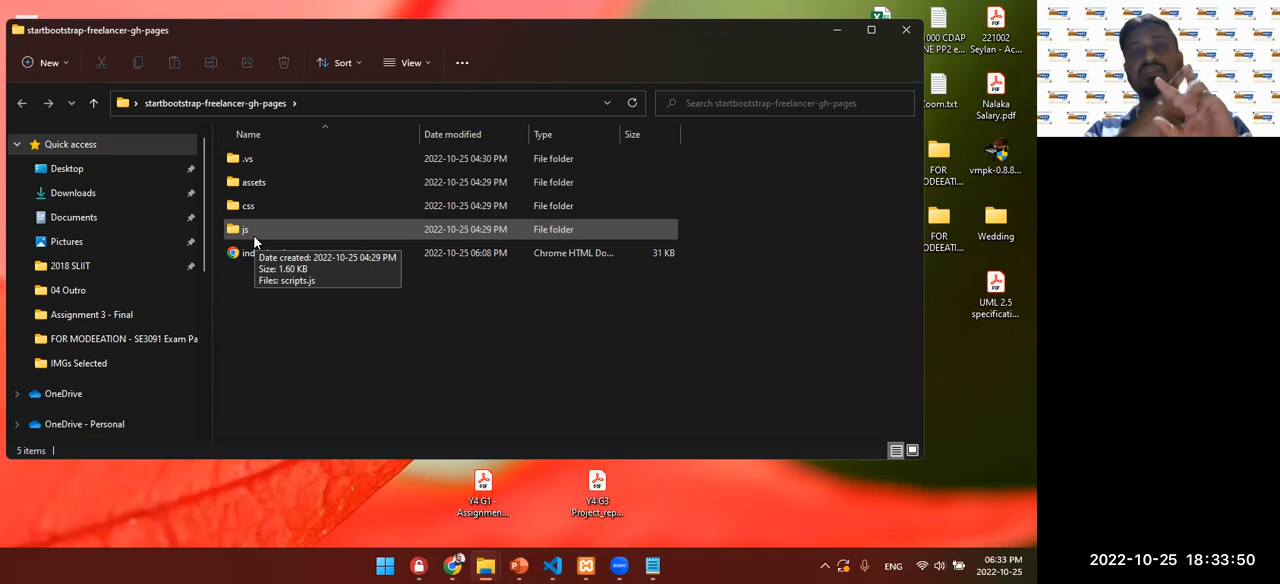 startbootstrap-freelancer-gh-pages
New
Sort
View
startbootstrap-freelancer-gh-pages
Search startbootstrap-freelancer-gh-pages
Name
Date modified
Type
Size
Quick access
Desktop
Downloads
Documents
Pictures
2018 SLIIT
04 Outro
Assignment 3 - Final
FOR MODEEATION - SE3091 Exam Pa
IMGs Selected
OneDrive
OneDrive - Personal
.vs
2022-10-25 04:30 PM
File folder
assets
2022-10-25 04:29 PM
File folder
css
2022-10-25 04:29 PM
File folder
js
2022-10-25 04:29 PM
File folder
2022-10-25 06:08 PM
Chrome HTML Do...
31 KB
Date created: 2022-10-25 04:29 PM
Size: 1.60 KB
Files: scripts.js
5 items
000 CDAP
NE PP2 e...
221002
Seylan - Ac...
Zoom.txt
Nalaka
Salary.pdf
FOR
MODEEATI...
vmpk-0.8.8...
FOR
MODEEATI...
Wedding
UML 2.5
specificati...
Y4 G1 -
Assignmen...
Y4 G3
Project_rep...
zoom
ENG
06:33 PM
2022-10-25
2022-10-25 18:33:50